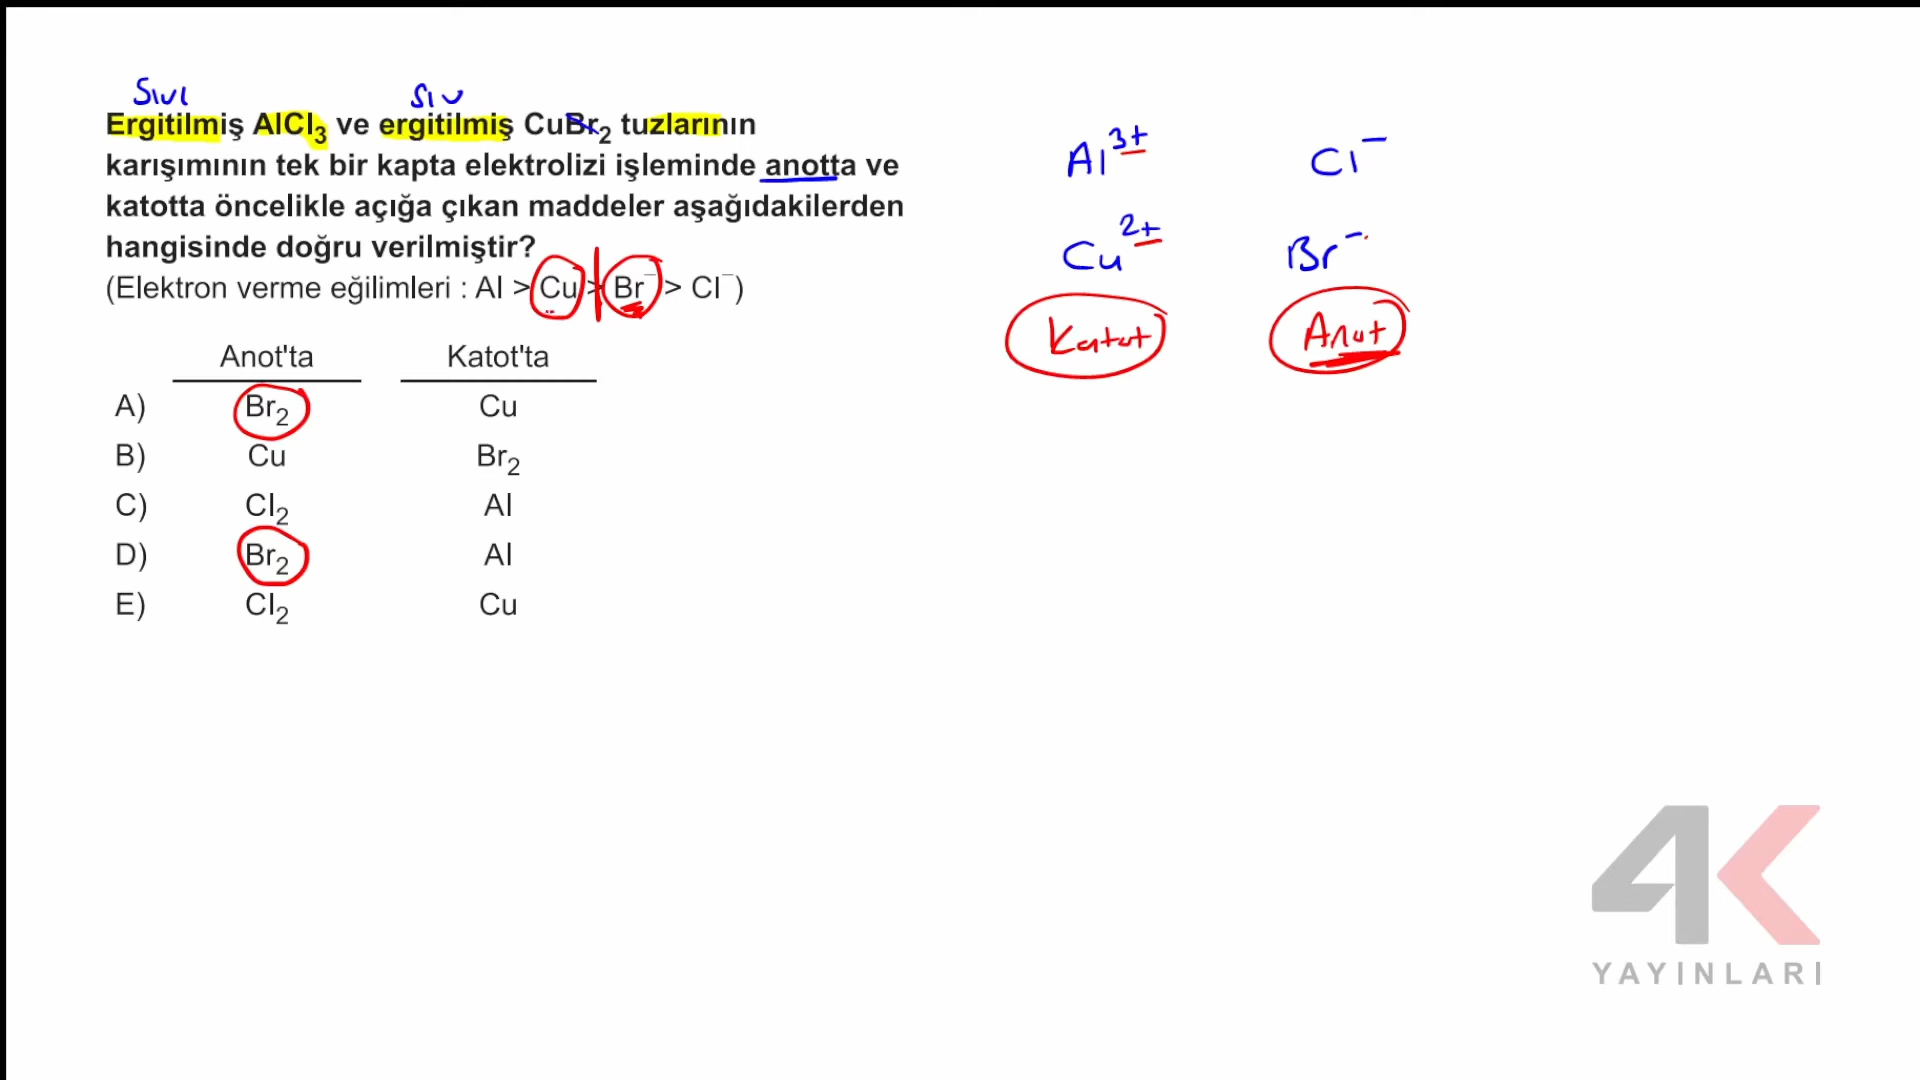 Sıvı sıv
Ergitilmiş AlCl₃ ve ergitilmiş CuBr₂ tuzlarının
karışımının tek bir kapta elektrolizi işleminde anotta ve
katotta öncelikle açığa çıkan maddeler aşağıdakilerden
hangisinde doğru verilmiştir?
(Elektron verme eğilimleri : Al > Cu > Br⁻ > Cl⁻)
Anot'ta Katot'ta
A) Br₂ Cu
B) Cu Br₂
C) Cl₂ Al
D) Br₂ Al
E) Cl₂ Cu
Al³⁺ Cl⁻
Cu²⁺ Br⁻
Katot Anot
4K
YAYINLARI